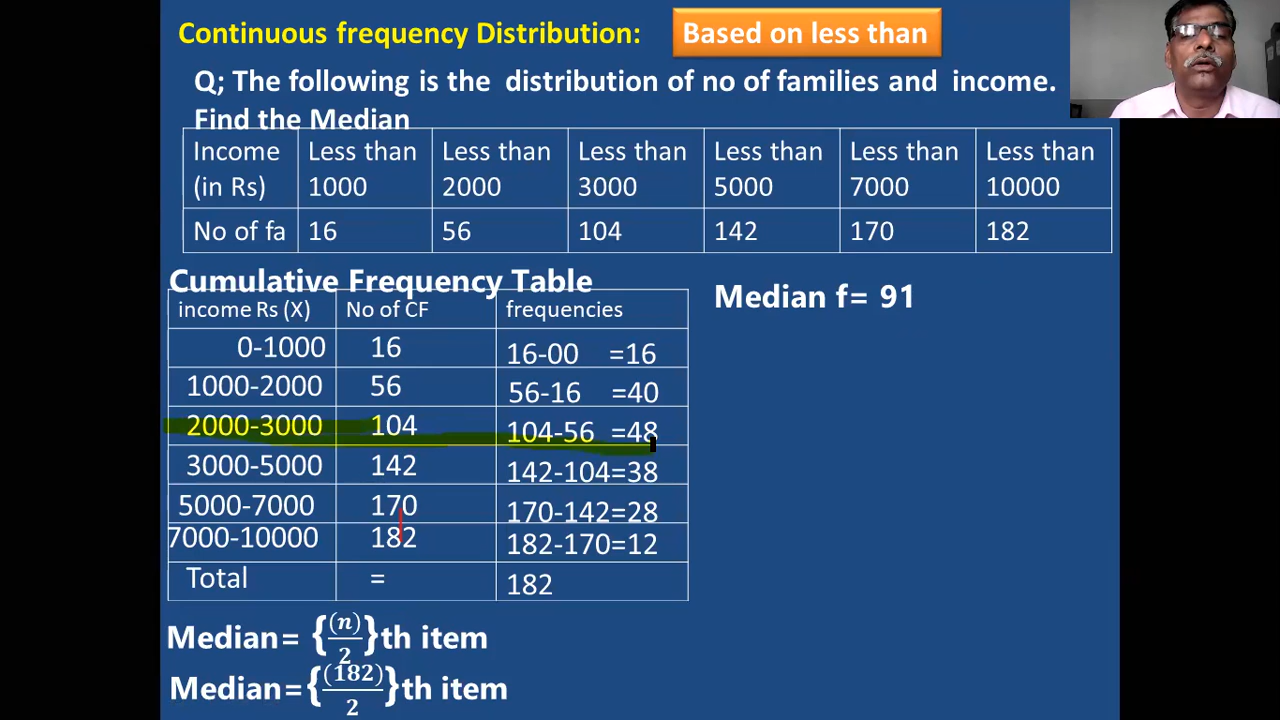 Continuous frequency Distribution:
Based on less than
Q; The following is the distribution of no of families and income.
Find the Median
Income (in Rs) Less than 1000 Less than 2000 Less than 3000 Less than 5000 Less than 7000 Less than 10000
No of fa 16 56 104 142 170 182
Cumulative Frequency Table
Median f= 91
income Rs (X) No of CF frequencies
0-1000 16 16-00 =16
1000-2000 56 56-16 =40
2000-3000 104 104-56 =48
3000-5000 142 142-104=38
5000-7000 170 170-142=28
7000-10000 182 182-170=12
Total = 182
Median= {(n)/2}th item
Median={(182)/2}th item